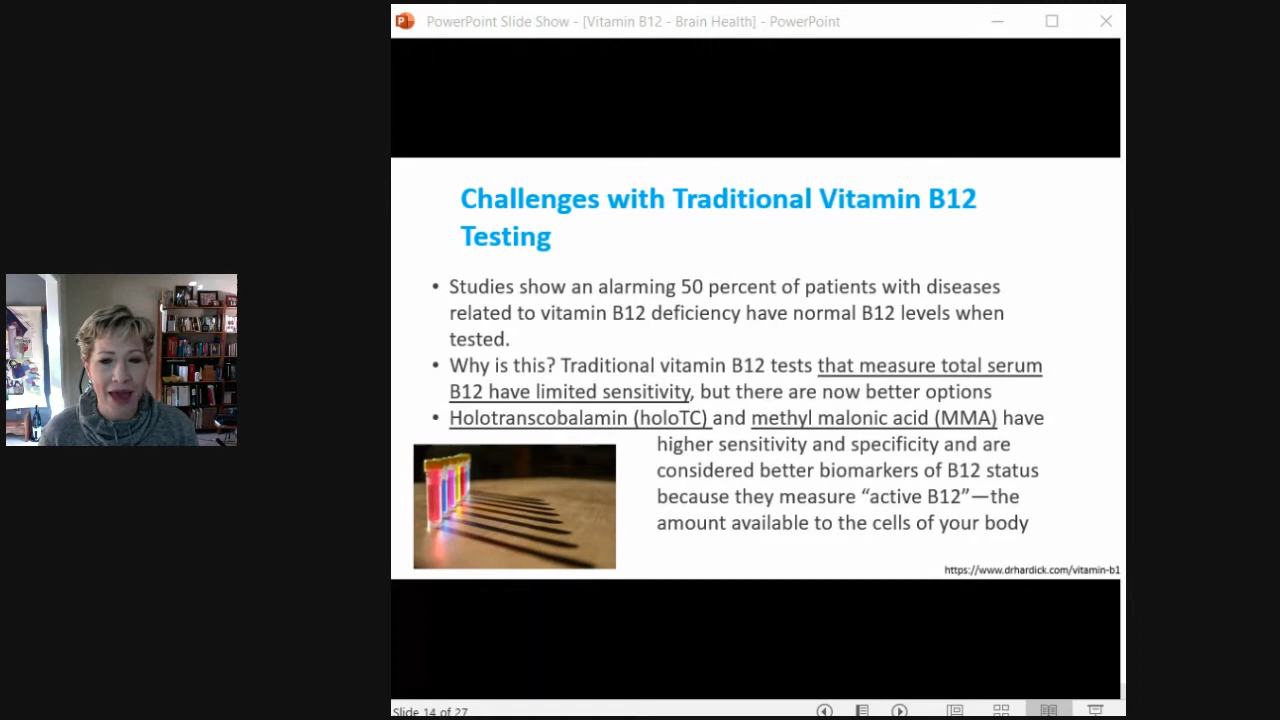 PowerPoint Slide Show - [Vitamin B12 - Brain Health] - PowerPoint
Challenges with Traditional Vitamin B12
Testing
• Studies show an alarming 50 percent of patients with diseases
related to vitamin B12 deficiency have normal B12 levels when
tested.
• Why is this? Traditional vitamin B12 tests that measure total serum
B12 have limited sensitivity, but there are now better options
• Holotranscobalamin (holoTC) and methyl malonic acid (MMA) have
higher sensitivity and specificity and are
considered better biomarkers of B12 status
because they measure “active B12”—the
amount available to the cells of your body
https://www.drhardick.com/vitamin-b1
Slide 14 of 27